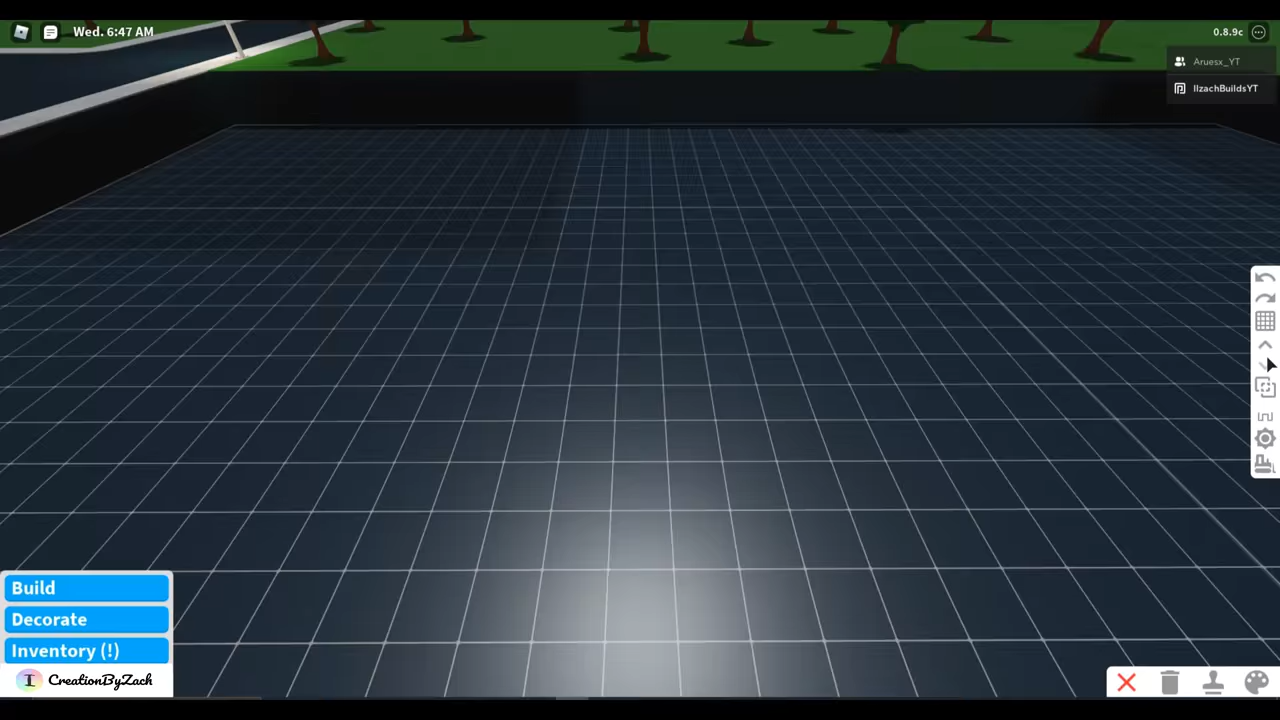 Wed. 6:47 AM
0.8.9c
Aruesx_YT
IIzachBuildsYT
Build
Decorate
Inventory (!)
I CreationByZach